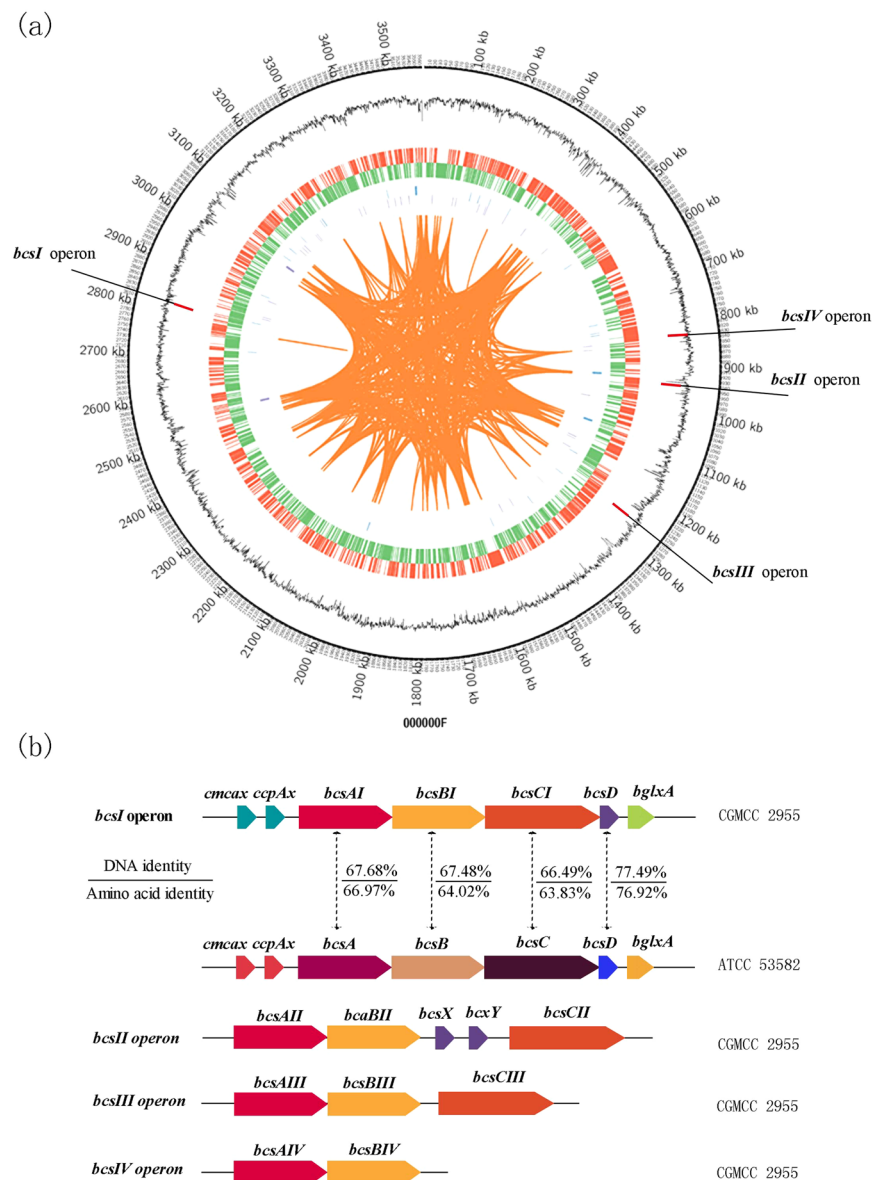 (a)
3500 kb
100 kb
3400 kb
200 kb
3300 kb
300 kb
3200 kb
400 kb
3100 kb
500 kb
3000 kb
600 kb
2900 kb
700 kb
bcsI operon
2800 kb
800 kb
bcsIV operon
2700 kb
900 kb
bcsII operon
2600 kb
1000 kb
2500 kb
1100 kb
2400 kb
1200 kb
2300 kb
1300 kb
bcsIII operon
2200 kb
1400 kb
2100 kb
1500 kb
2000 kb
1600 kb
1900 kb
1800 kb
1700 kb
000000F
(b)
cmcax ccpAx bcsAI bcsBI bcsCI bcsD bglxA
bcsI operon CGMCC 2955
DNA identity 67.68% 67.48% 66.49% 77.49%
Amino acid identity 66.97% 64.02% 63.83% 76.92%
cmcax ccpAx bcsA bcsB bcsC bcsD bglxA
ATCC 53582
bcsAII bcaBII bcsX bcxY bcsCII
bcsII operon CGMCC 2955
bcsAIII bcsBIII bcsCIII
bcsIII operon CGMCC 2955
bcsAIV bcsBIV
bcsIV operon CGMCC 2955